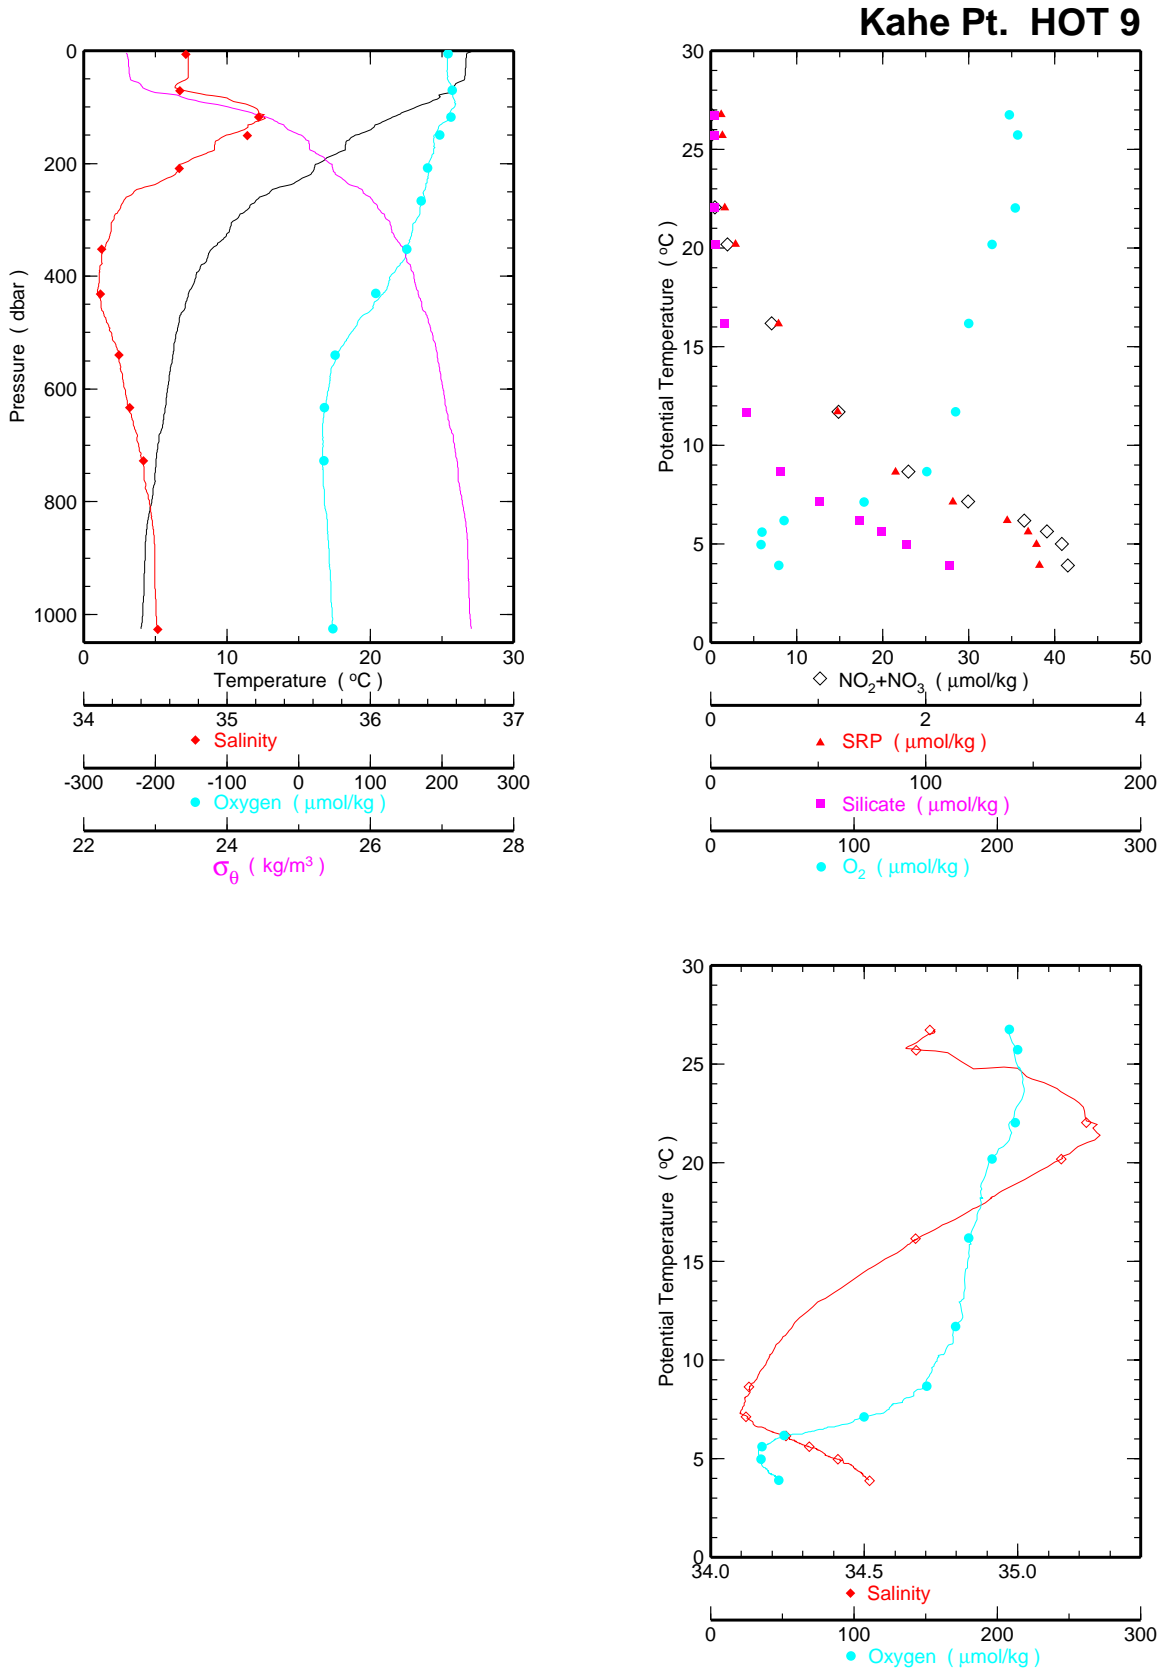 Kahe Pt. HOT 9
0
200
400
600
800
1000
Pressure ( dbar )
0 10 20 30
Temperature ( °C )
34 35 36 37
Salinity
-300 -200 -100 0 100 200 300
Oxygen ( μmol/kg )
22 24 26 28
σθ ( kg/m³ )
30
25
20
15
10
5
0
Potential Temperature ( °C )
0 10 20 30 40 50
NO₂+NO₃ ( μmol/kg )
0 2 4
SRP ( μmol/kg )
0 100 200
Silicate ( μmol/kg )
0 100 200 300
O₂ ( μmol/kg )
30
25
20
15
10
5
0
Potential Temperature ( °C )
34.0 34.5 35.0
Salinity
0 100 200 300
Oxygen ( μmol/kg )